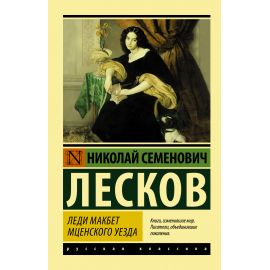 N НИКОЛАЙ СЕМЕНОВИЧ
ЛЕСКОВ
ЛЕДИ МАКБЕТ
МЦЕНСКОГО УЕЗДА
Книги, изменившие мир.
Писатели, объединившие
поколения.
русская классика